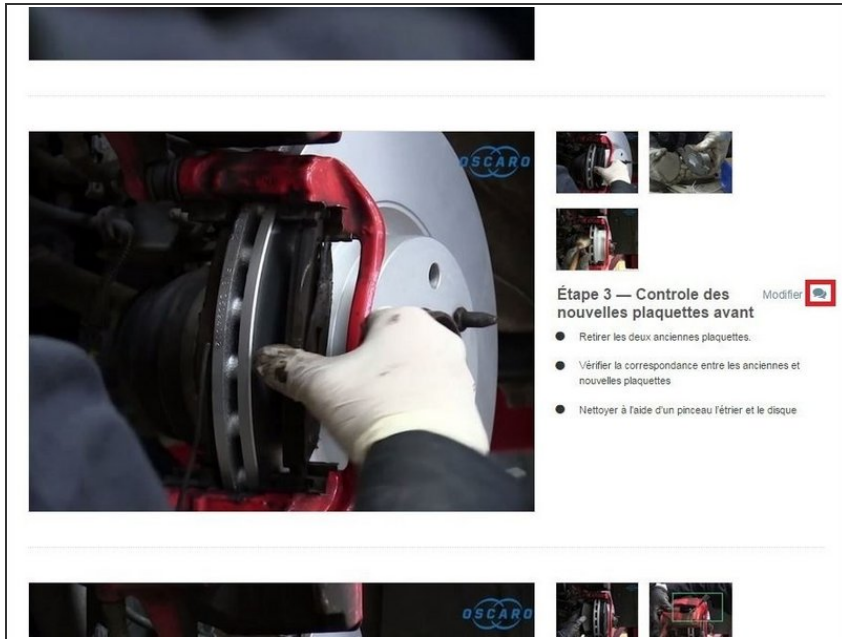 OSCARO
Étape 3 — Controle des
nouvelles plaquettes avant
Modifier
Retirer les deux anciennes plaquettes.
Vérifier la correspondance entre les anciennes et
nouvelles plaquettes
Nettoyer à l'aide d'un pinceau l'étrier et le disque
OSCARO